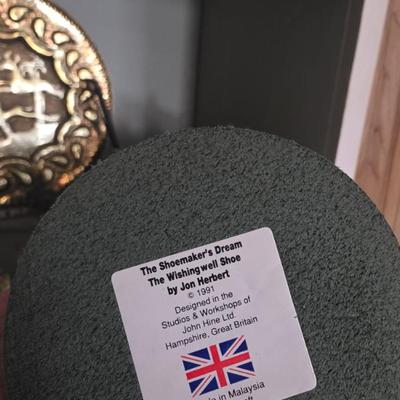 The Shoemaker's Dream
The Wishingwell Shoe
by Jon Herbert
© 1991
Designed in the
Studios & Workshops of
John Hine Ltd.
Hampshire, Great Britain
in Malaysia